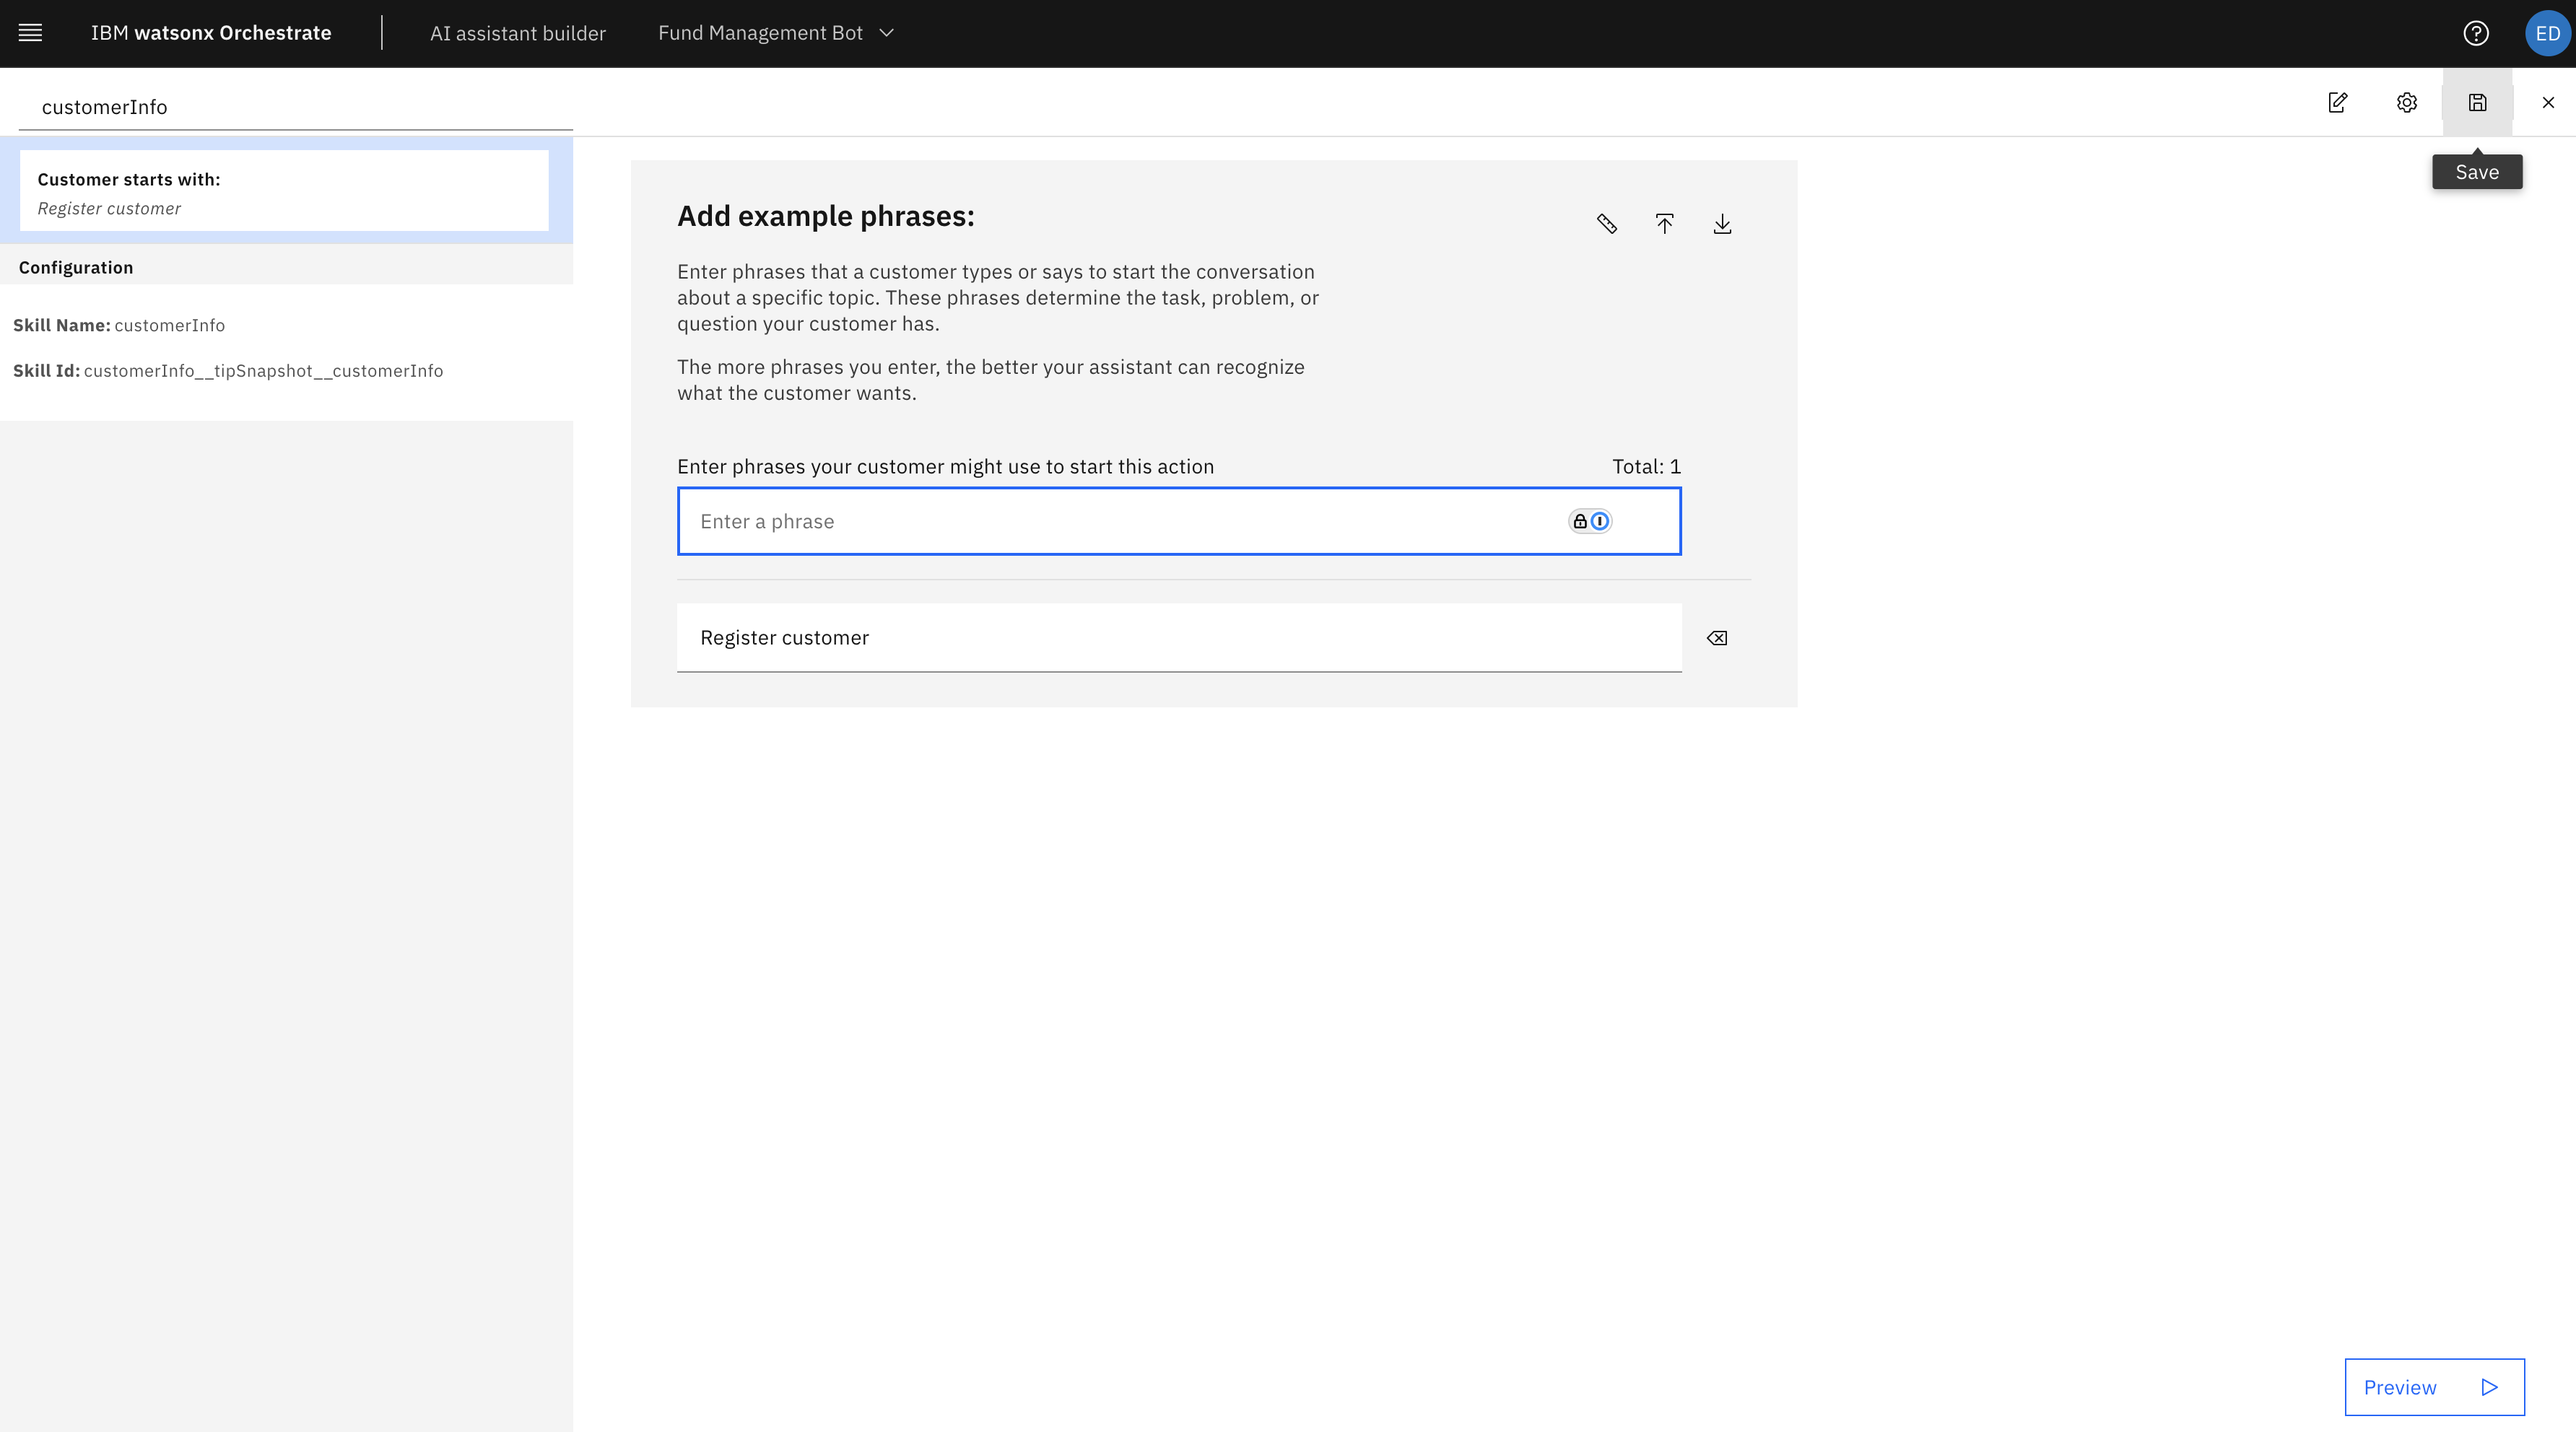 IBM watsonx Orchestrate
AI assistant builder
Fund Management Bot
ED
customerInfo
Save
Customer starts with:
Register customer
Configuration
Skill Name: customerInfo
Skill Id: customerInfo__tipSnapshot__customerInfo
Add example phrases:
Enter phrases that a customer types or says to start the conversation
about a specific topic. These phrases determine the task, problem, or
question your customer has.
The more phrases you enter, the better your assistant can recognize
what the customer wants.
Enter phrases your customer might use to start this action
Total: 1
Enter a phrase
Register customer
Preview